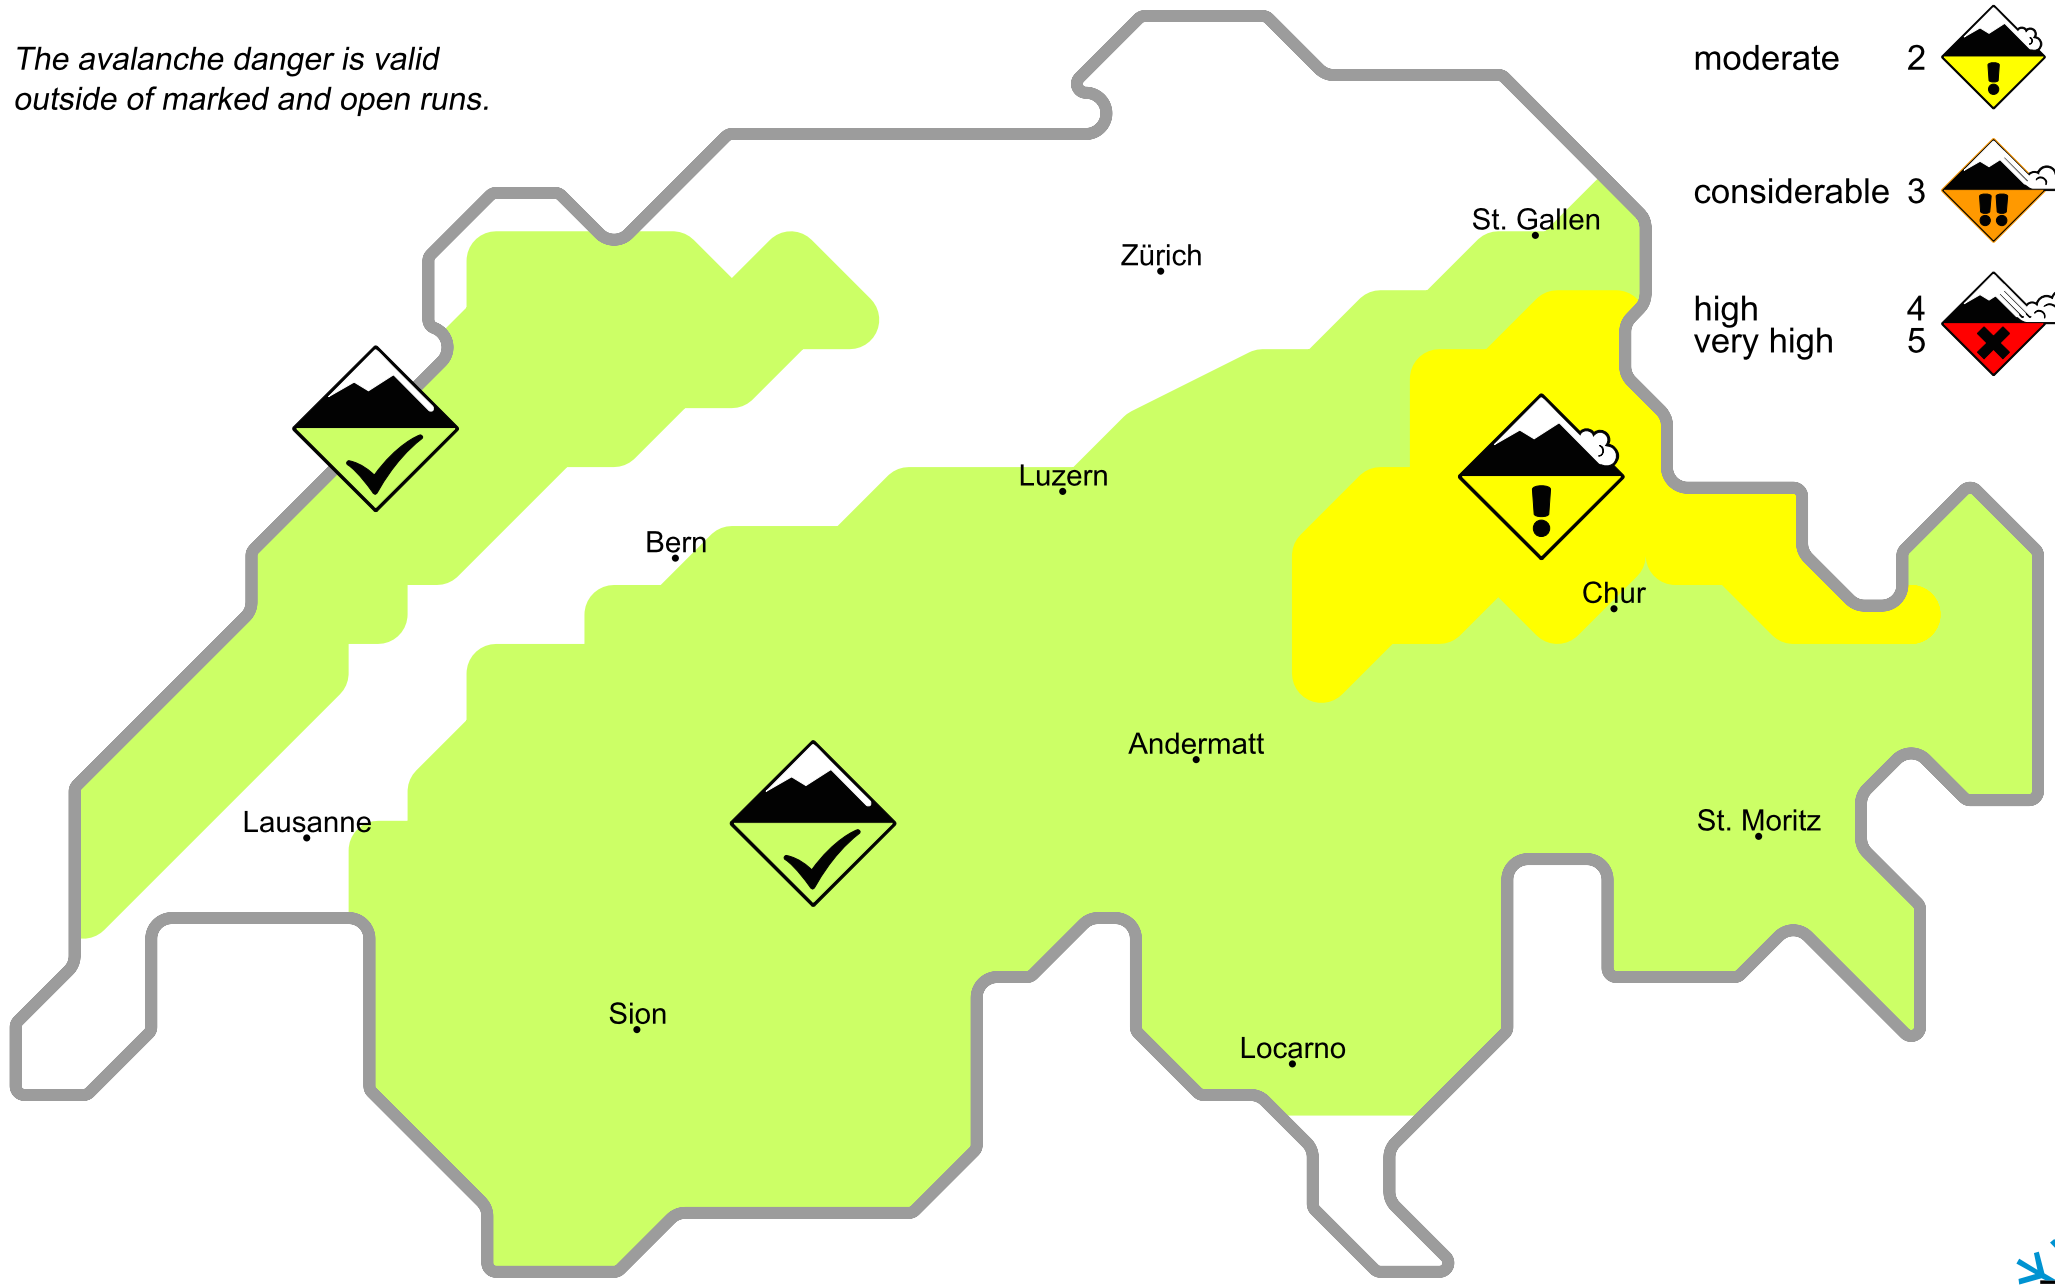 The avalanche danger is valid
outside of marked and open runs.
moderate 2
considerable 3
high 4
very high 5
St. Gallen
Zürich
Luzern
Bern
Chur
Andermatt
Lausanne
St. Moritz
Sion
Locarno